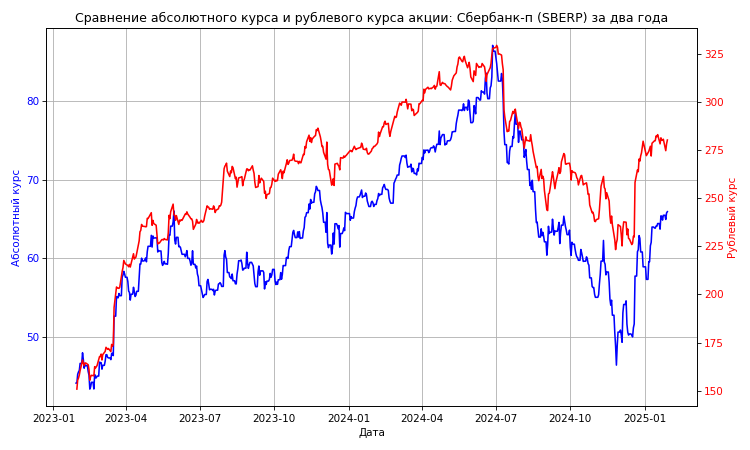 Сравнение абсолютного курса и рублевого курса акции: Сбербанк-п (SBERP) за два года
Абсолютный курс
80
70
60
50
325
300
275
250
225
200
175
150
Рублевый курс
2023-01 2023-04 2023-07 2023-10 2024-01 2024-04 2024-07 2024-10 2025-01
Дата